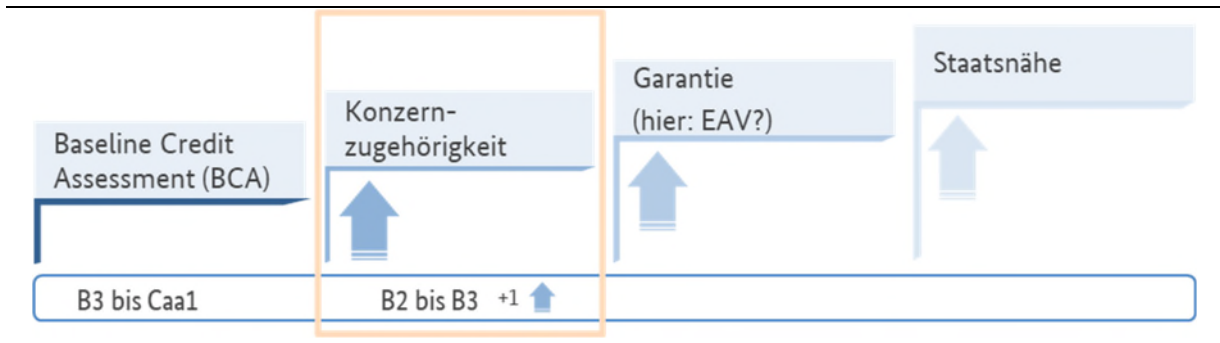 Baseline Credit
Assessment (BCA)
Konzern-
zugehörigkeit
Garantie
(hier: EAV?)
Staatsnähe
B3 bis Caa1
B2 bis B3 +1